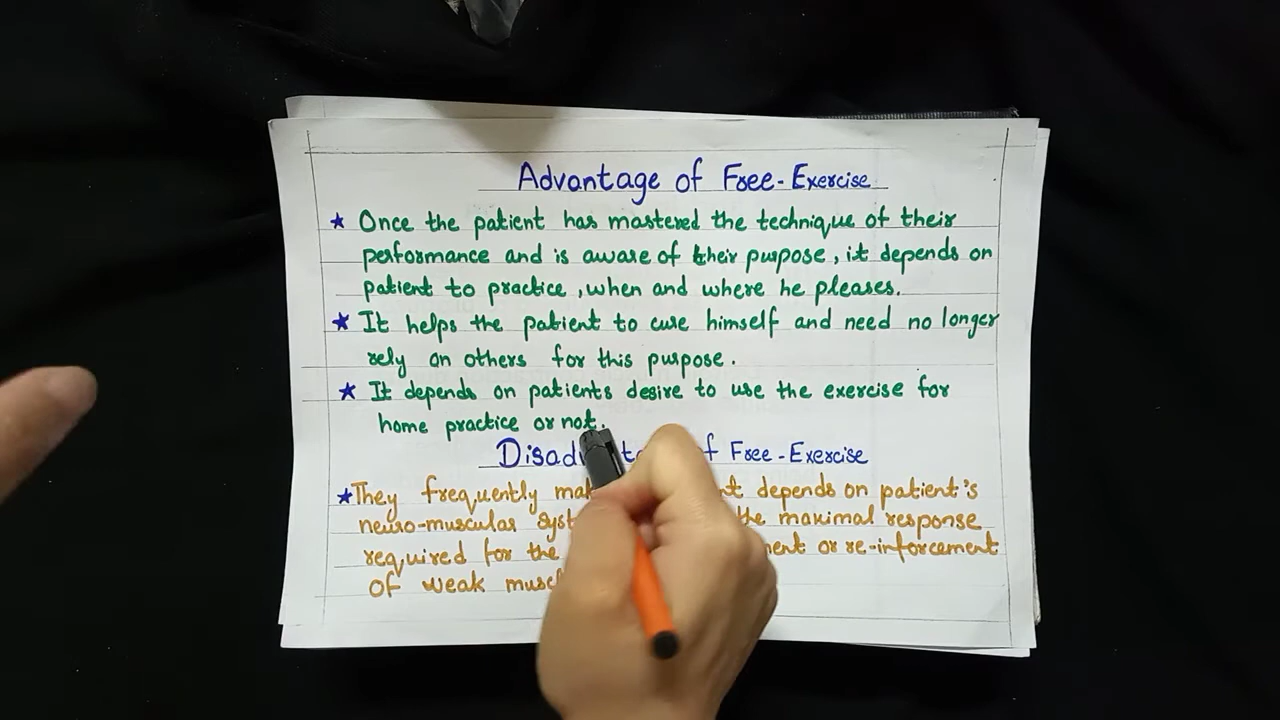 Advantage of Free-Exercise
★ Once the patient has mastered the technique of their
performance and is aware of their purpose, it depends on
patient to practice, when and where he pleases.
★ It helps the patient to cure himself and need no longer
rely on others for this purpose.
★ It depends on patients desire to use the exercise for
home practice or not.
of Free-Exercise
★ They frequently depends on patient's
neuro-muscular the maximal response
required for the or re-inforcement
of weak